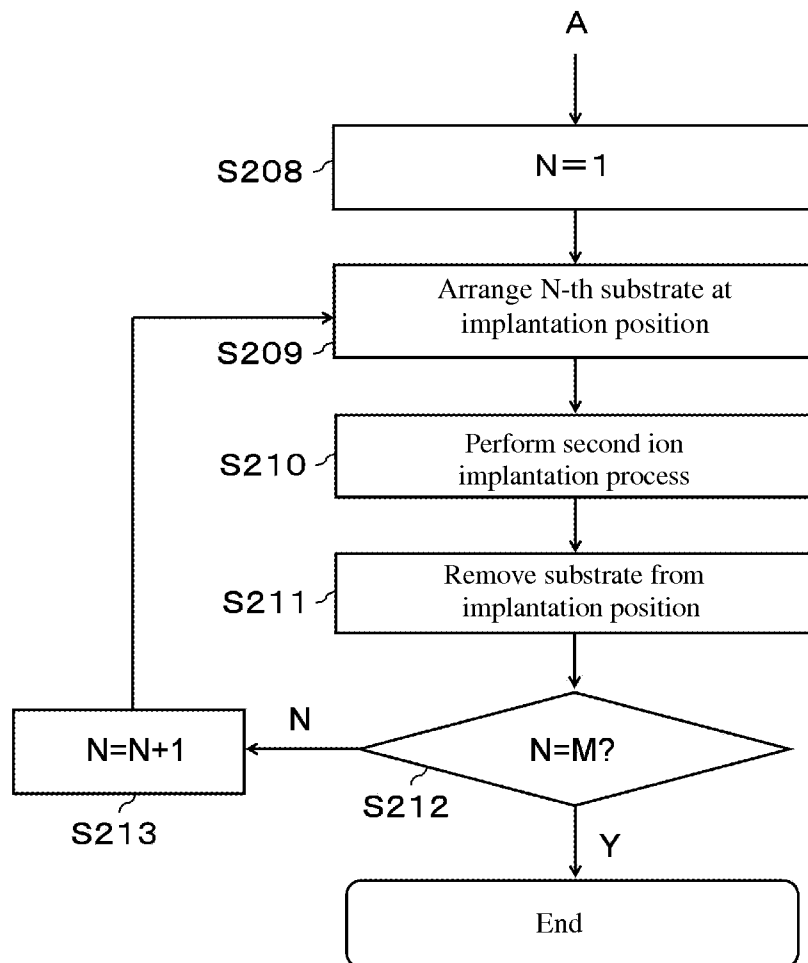 A
S208
N＝1
Arrange N-th substrate at
implantation position
S209
Perform second ion
implantation process
S210
Remove substrate from
implantation position
S211
N=M?
S212
N
N=N+1
S213
Y
End